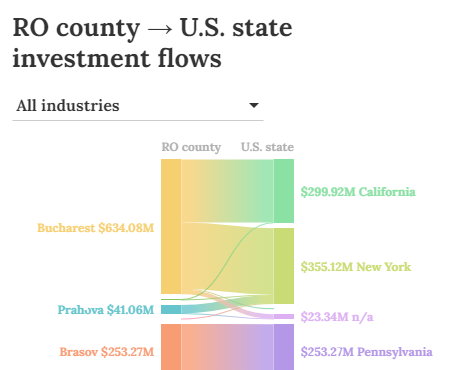 RO county → U.S. state
investment flows
All industries
RO county U.S. state
$299.92M California
Bucharest $634.08M
$355.12M New York
Prahova $41.06M
$23.34M n/a
Brasov $253.27M
$253.27M Pennsylvania